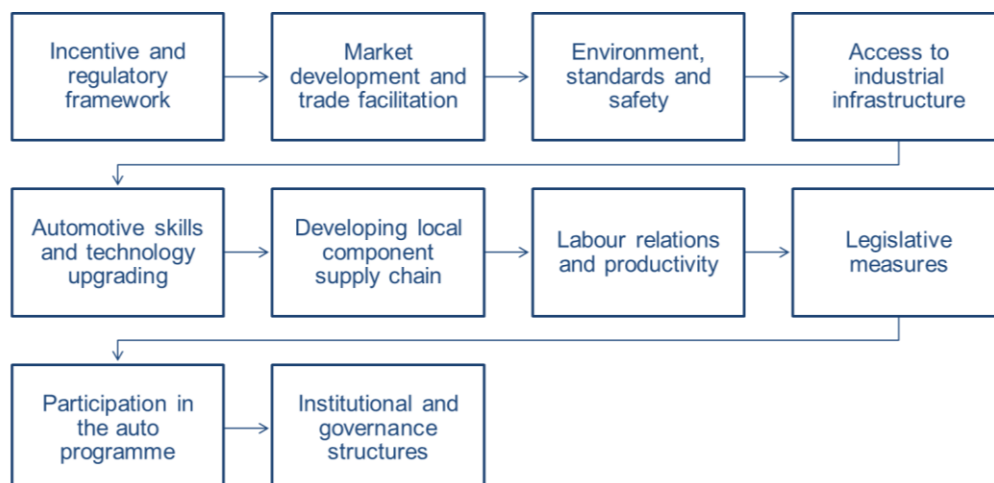 Incentive and
regulatory
framework
Market
development and
trade facilitation
Environment,
standards and
safety
Access to
industrial
infrastructure
Automotive skills
and technology
upgrading
Developing local
component
supply chain
Labour relations
and productivity
Legislative
measures
Participation in
the auto
programme
Institutional and
governance
structures